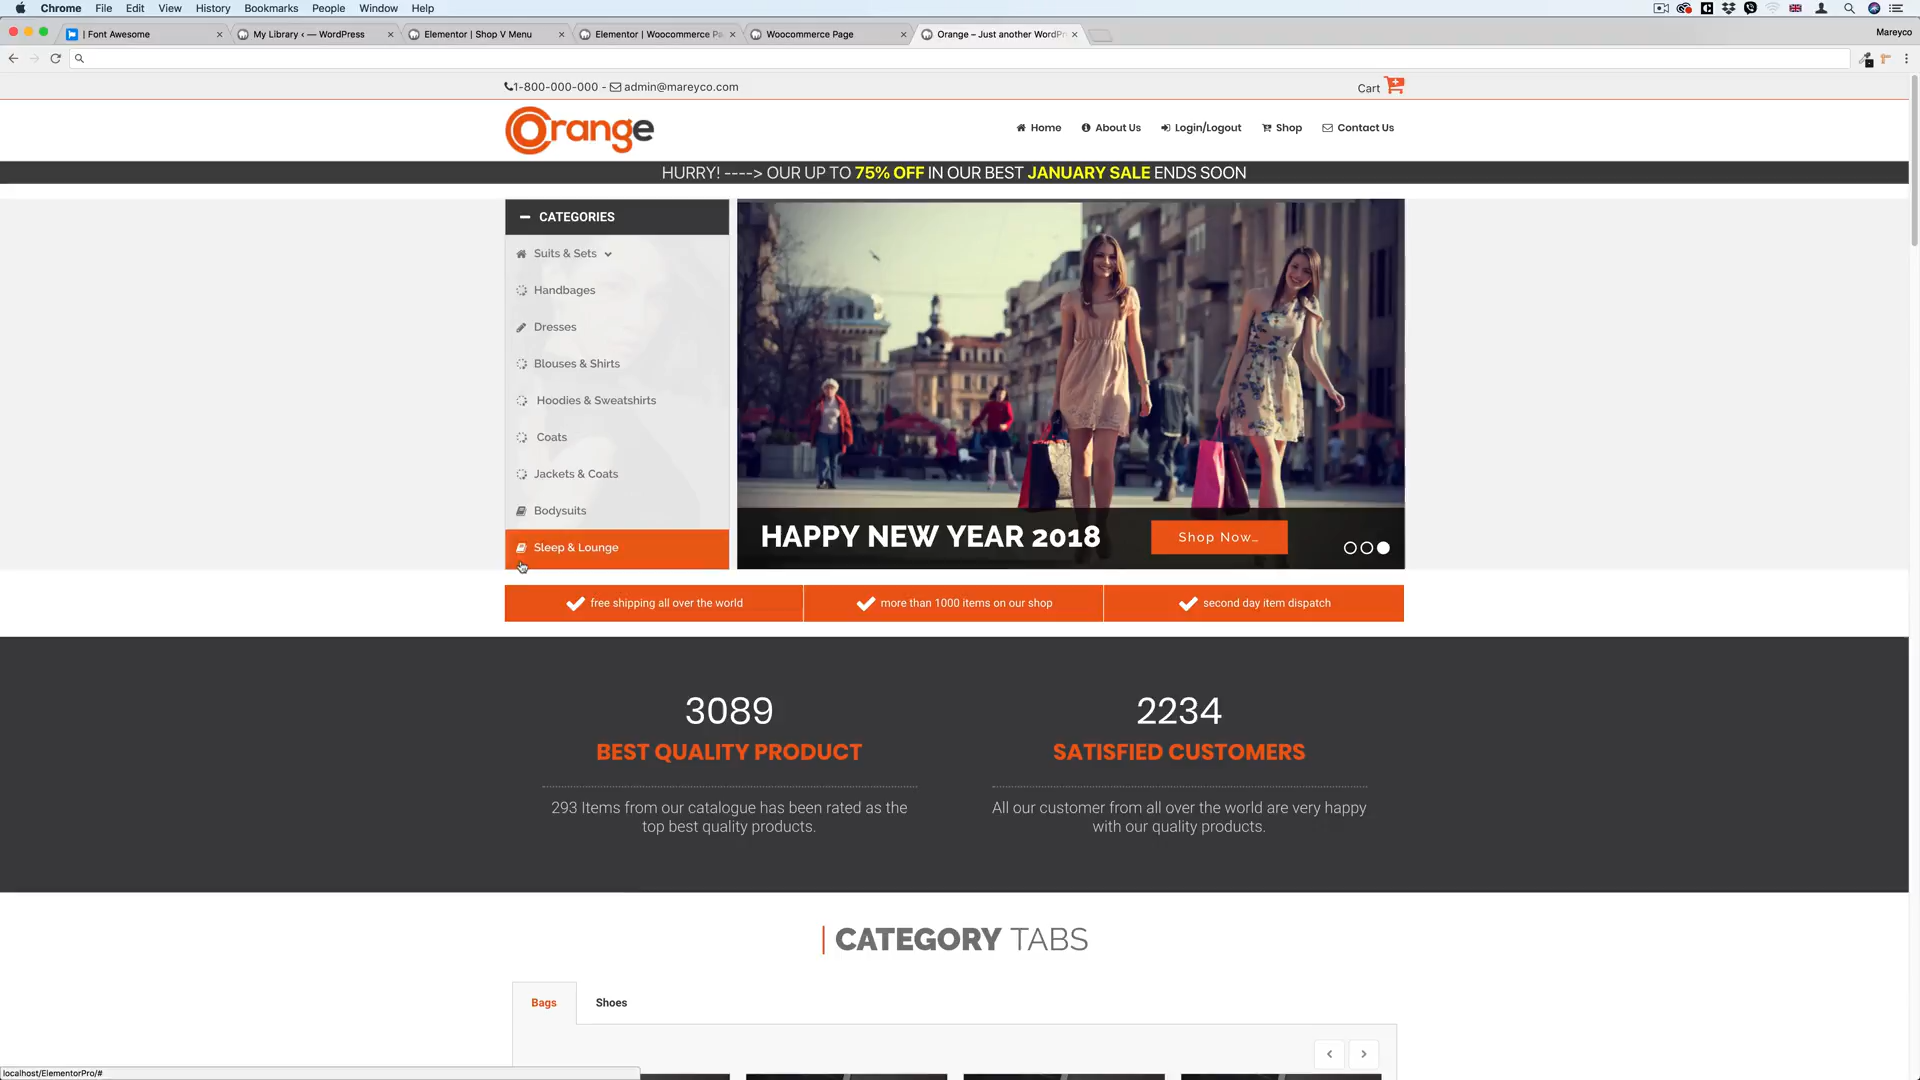 Chrome File Edit View History Bookmarks People Window Help
| Font Awesome
My Library ‹ — WordPress
Elementor | Shop V Menu
Elementor | Woocommerce Pa
Woocommerce Page
Orange – Just another WordPr
Mareyco
1-800-000-000 - admin@mareyco.com
Cart
Orange
Home About Us Login/Logout Shop Contact Us
HURRY! ----> OUR UP TO 75% OFF IN OUR BEST JANUARY SALE ENDS SOON
CATEGORIES
Suits & Sets
Handbages
Dresses
Blouses & Shirts
Hoodies & Sweatshirts
Coats
Jackets & Coats
Bodysuits
Sleep & Lounge
HAPPY NEW YEAR 2018
Shop Now...
free shipping all over the world
more than 1000 items on our shop
second day item dispatch
3089
BEST QUALITY PRODUCT
293 Items from our catalogue has been rated as the
top best quality products.
2234
SATISFIED CUSTOMERS
All our customer from all over the world are very happy
with our quality products.
CATEGORY TABS
Bags Shoes
localhost/ElementorPro/#